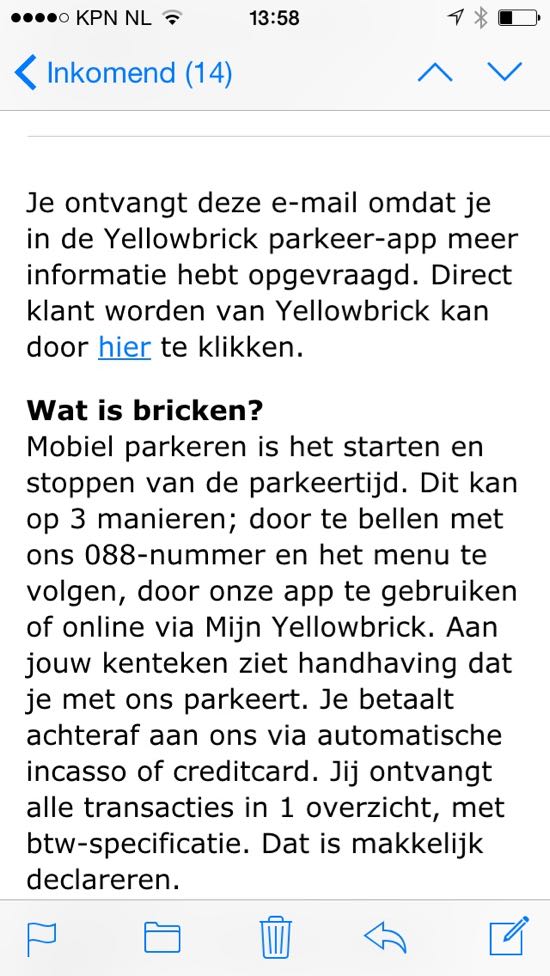 KPN NL 13:58
Inkomend (14)
Je ontvangt deze e-mail omdat je
in de Yellowbrick parkeer-app meer
informatie hebt opgevraagd. Direct
klant worden van Yellowbrick kan
door hier te klikken.
Wat is bricken?
Mobiel parkeren is het starten en
stoppen van de parkeertijd. Dit kan
op 3 manieren; door te bellen met
ons 088-nummer en het menu te
volgen, door onze app te gebruiken
of online via Mijn Yellowbrick. Aan
jouw kenteken ziet handhaving dat
je met ons parkeert. Je betaalt
achteraf aan ons via automatische
incasso of creditcard. Jij ontvangt
alle transacties in 1 overzicht, met
btw-specificatie. Dat is makkelijk
declareren.